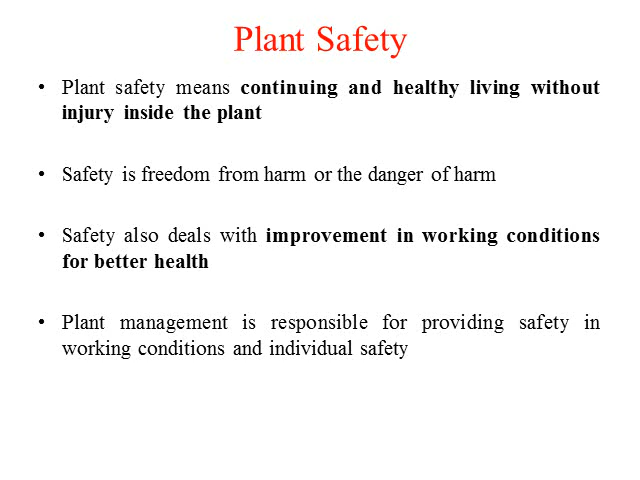 Plant Safety
• Plant safety means continuing and healthy living without
injury inside the plant
• Safety is freedom from harm or the danger of harm
• Safety also deals with improvement in working conditions
for better health
• Plant management is responsible for providing safety in
working conditions and individual safety